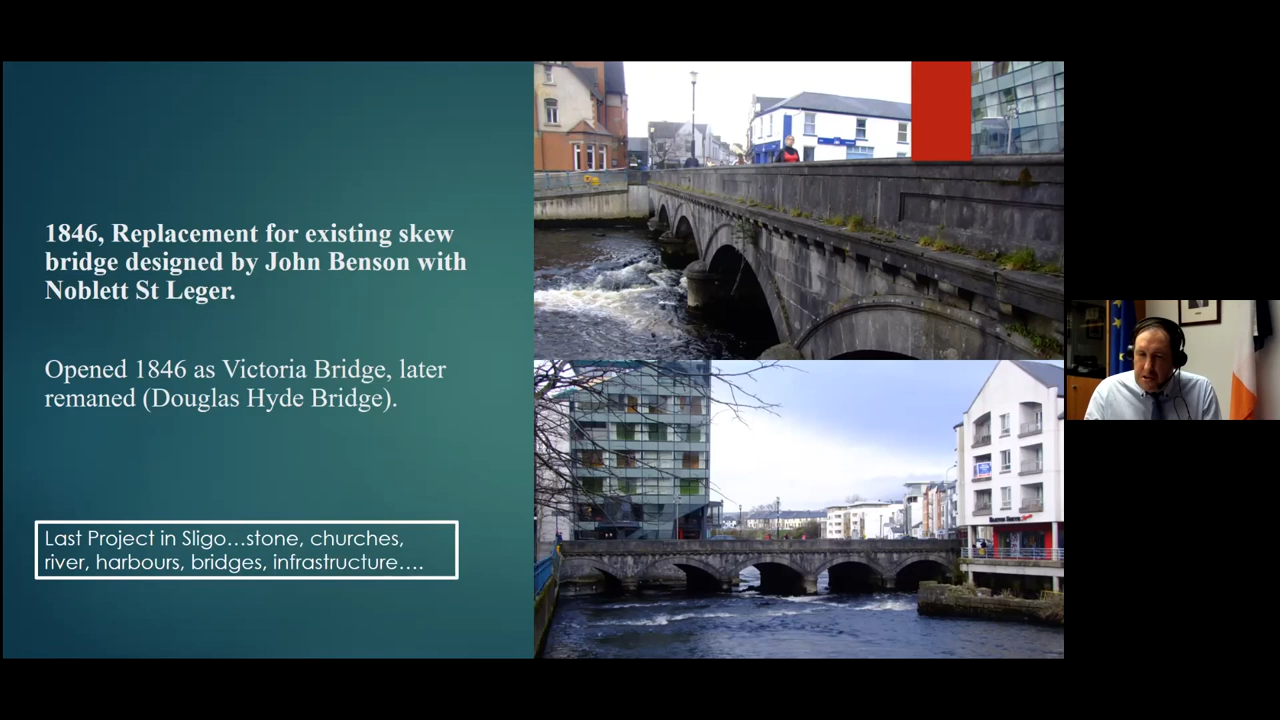 1846, Replacement for existing skew
bridge designed by John Benson with
Noblett St Leger.
Opened 1846 as Victoria Bridge, later
remaned (Douglas Hyde Bridge).
Last Project in Sligo…stone, churches,
river, harbours, bridges, infrastructure….